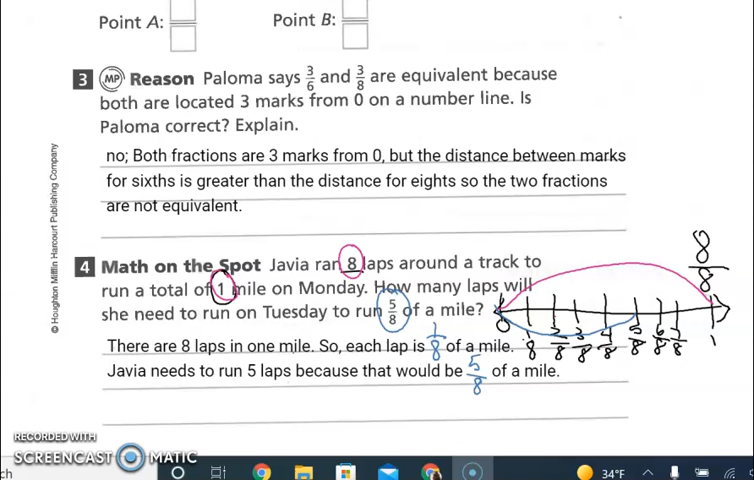 Point A:
Point B:
3 MP Reason Paloma says 3/6 and 3/8 are equivalent because
both are located 3 marks from 0 on a number line. Is
Paloma correct? Explain.
no; Both fractions are 3 marks from 0, but the distance between marks
for sixths is greater than the distance for eights so the two fractions
are not equivalent.
© Houghton Mifflin Harcourt Publishing Company
4 Math on the Spot Javia ran 8 laps around a track to
run a total of 1 mile on Monday. How many laps will
she need to run on Tuesday to run 5/8 of a mile?
8/8
0 1/8 2/8 3/8 4/8 5/8 6/8 7/8 1
There are 8 laps in one mile. So, each lap is 1/8 of a mile.
Javia needs to run 5 laps because that would be 5/8 of a mile.
RECORDED WITH
SCREENCAST MATIC
ch
34°F